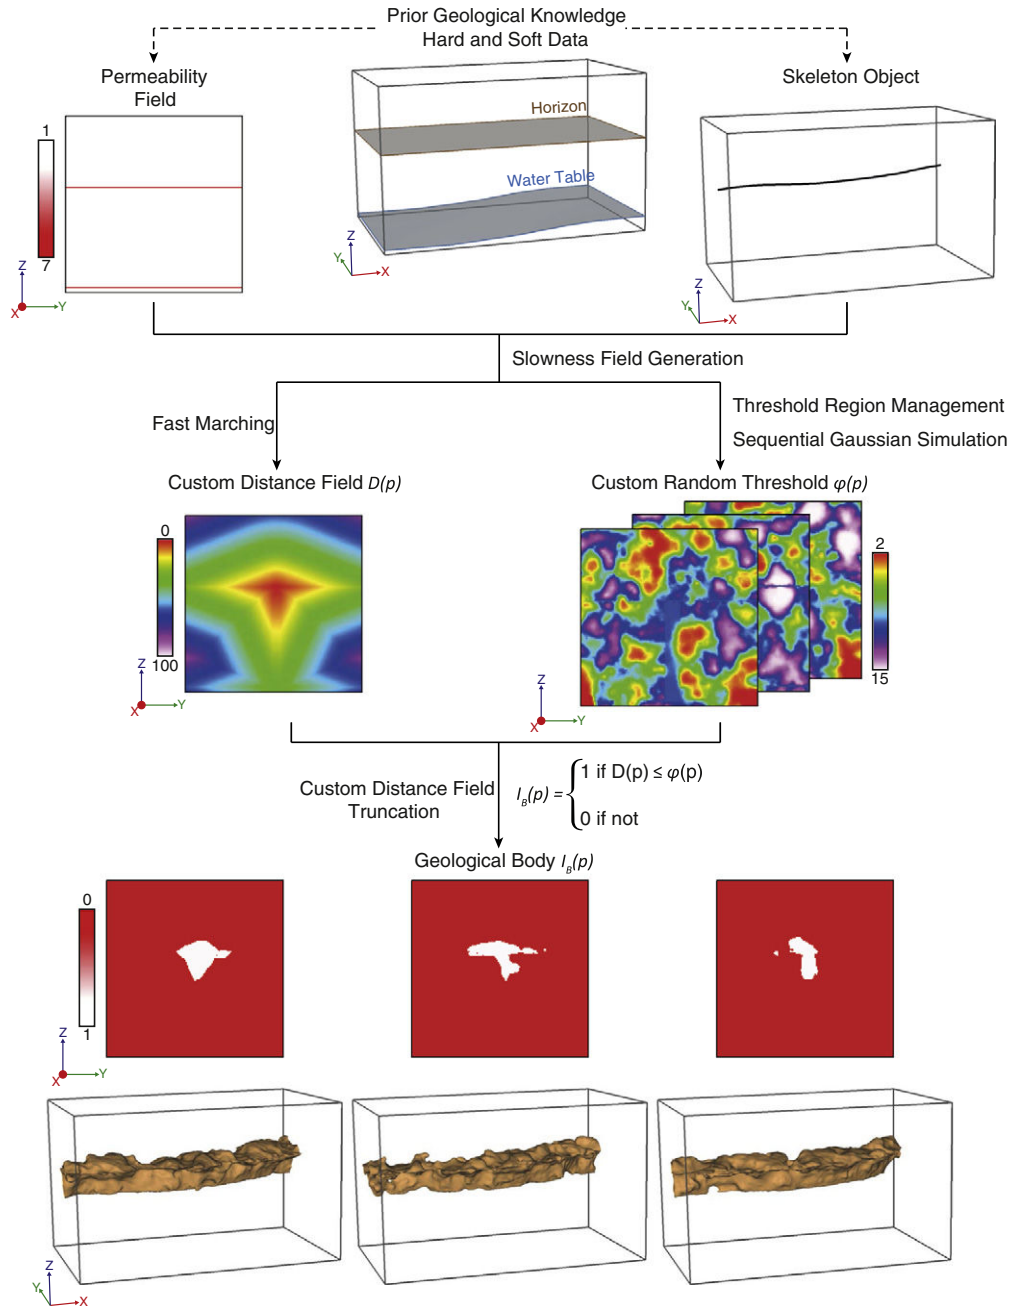 Prior Geological Knowledge
Hard and Soft Data
Permeability
Field
Skeleton Object
1
7
Z
X
Y
Horizon
Water Table
Z
Y
X
Z
Y
X
Slowness Field Generation
Fast Marching
Threshold Region Management
Sequential Gaussian Simulation
Custom Distance Field D(p)
Custom Random Threshold φ(p)
0
100
Z
X
Y
2
15
Z
X
Y
Custom Distance Field
Truncation
I_B(p) = { 1 if D(p) ≤ φ(p)
0 if not
Geological Body I_B(p)
0
1
Z
X
Y
Z
Y
X